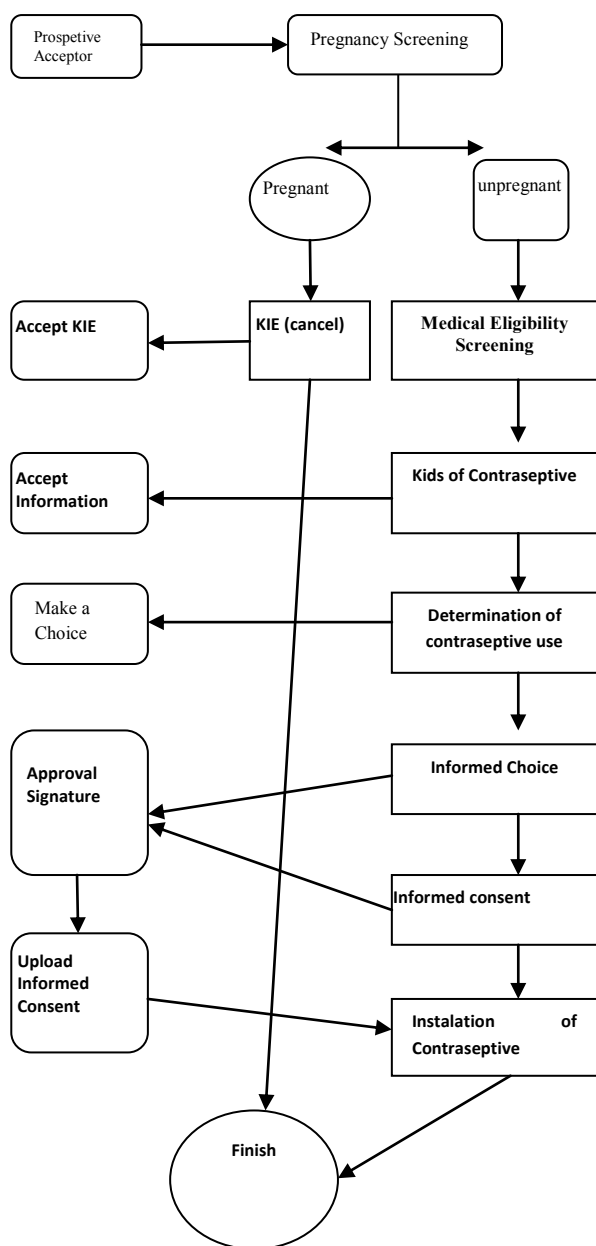 Prospetive
Acceptor
Pregnancy Screening
Pregnant
unpregnant
Accept KIE
KIE (cancel)
Medical Eligibility
Screening
Accept
Information
Kids of Contraseptive
Make a
Choice
Determination of
contraseptive use
Approval
Signature
Informed Choice
Informed consent
Upload
Informed
Consent
Instalation of
Contraseptive
Finish